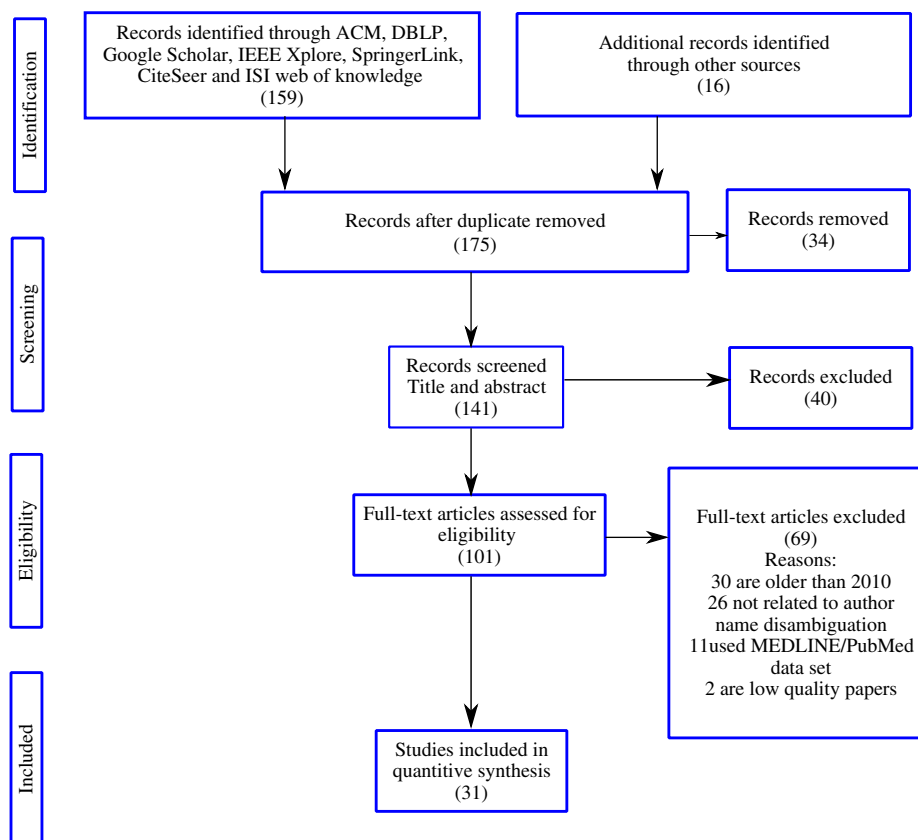 Identification
Records identified through ACM, DBLP,
Google Scholar, IEEE Xplore, SpringerLink,
CiteSeer and ISI web of knowledge
(159)
Additional records identified
through other sources
(16)
Records after duplicate removed
(175)
Records removed
(34)
Screening
Records screened
Title and abstract
(141)
Records excluded
(40)
Eligibility
Full-text articles assessed for
eligibility
(101)
Full-text articles excluded
(69)
Reasons:
30 are older than 2010
26 not related to author
name disambiguation
11used MEDLINE/PubMed
data set
2 are low quality papers
Included
Studies included in
quantitive synthesis
(31)